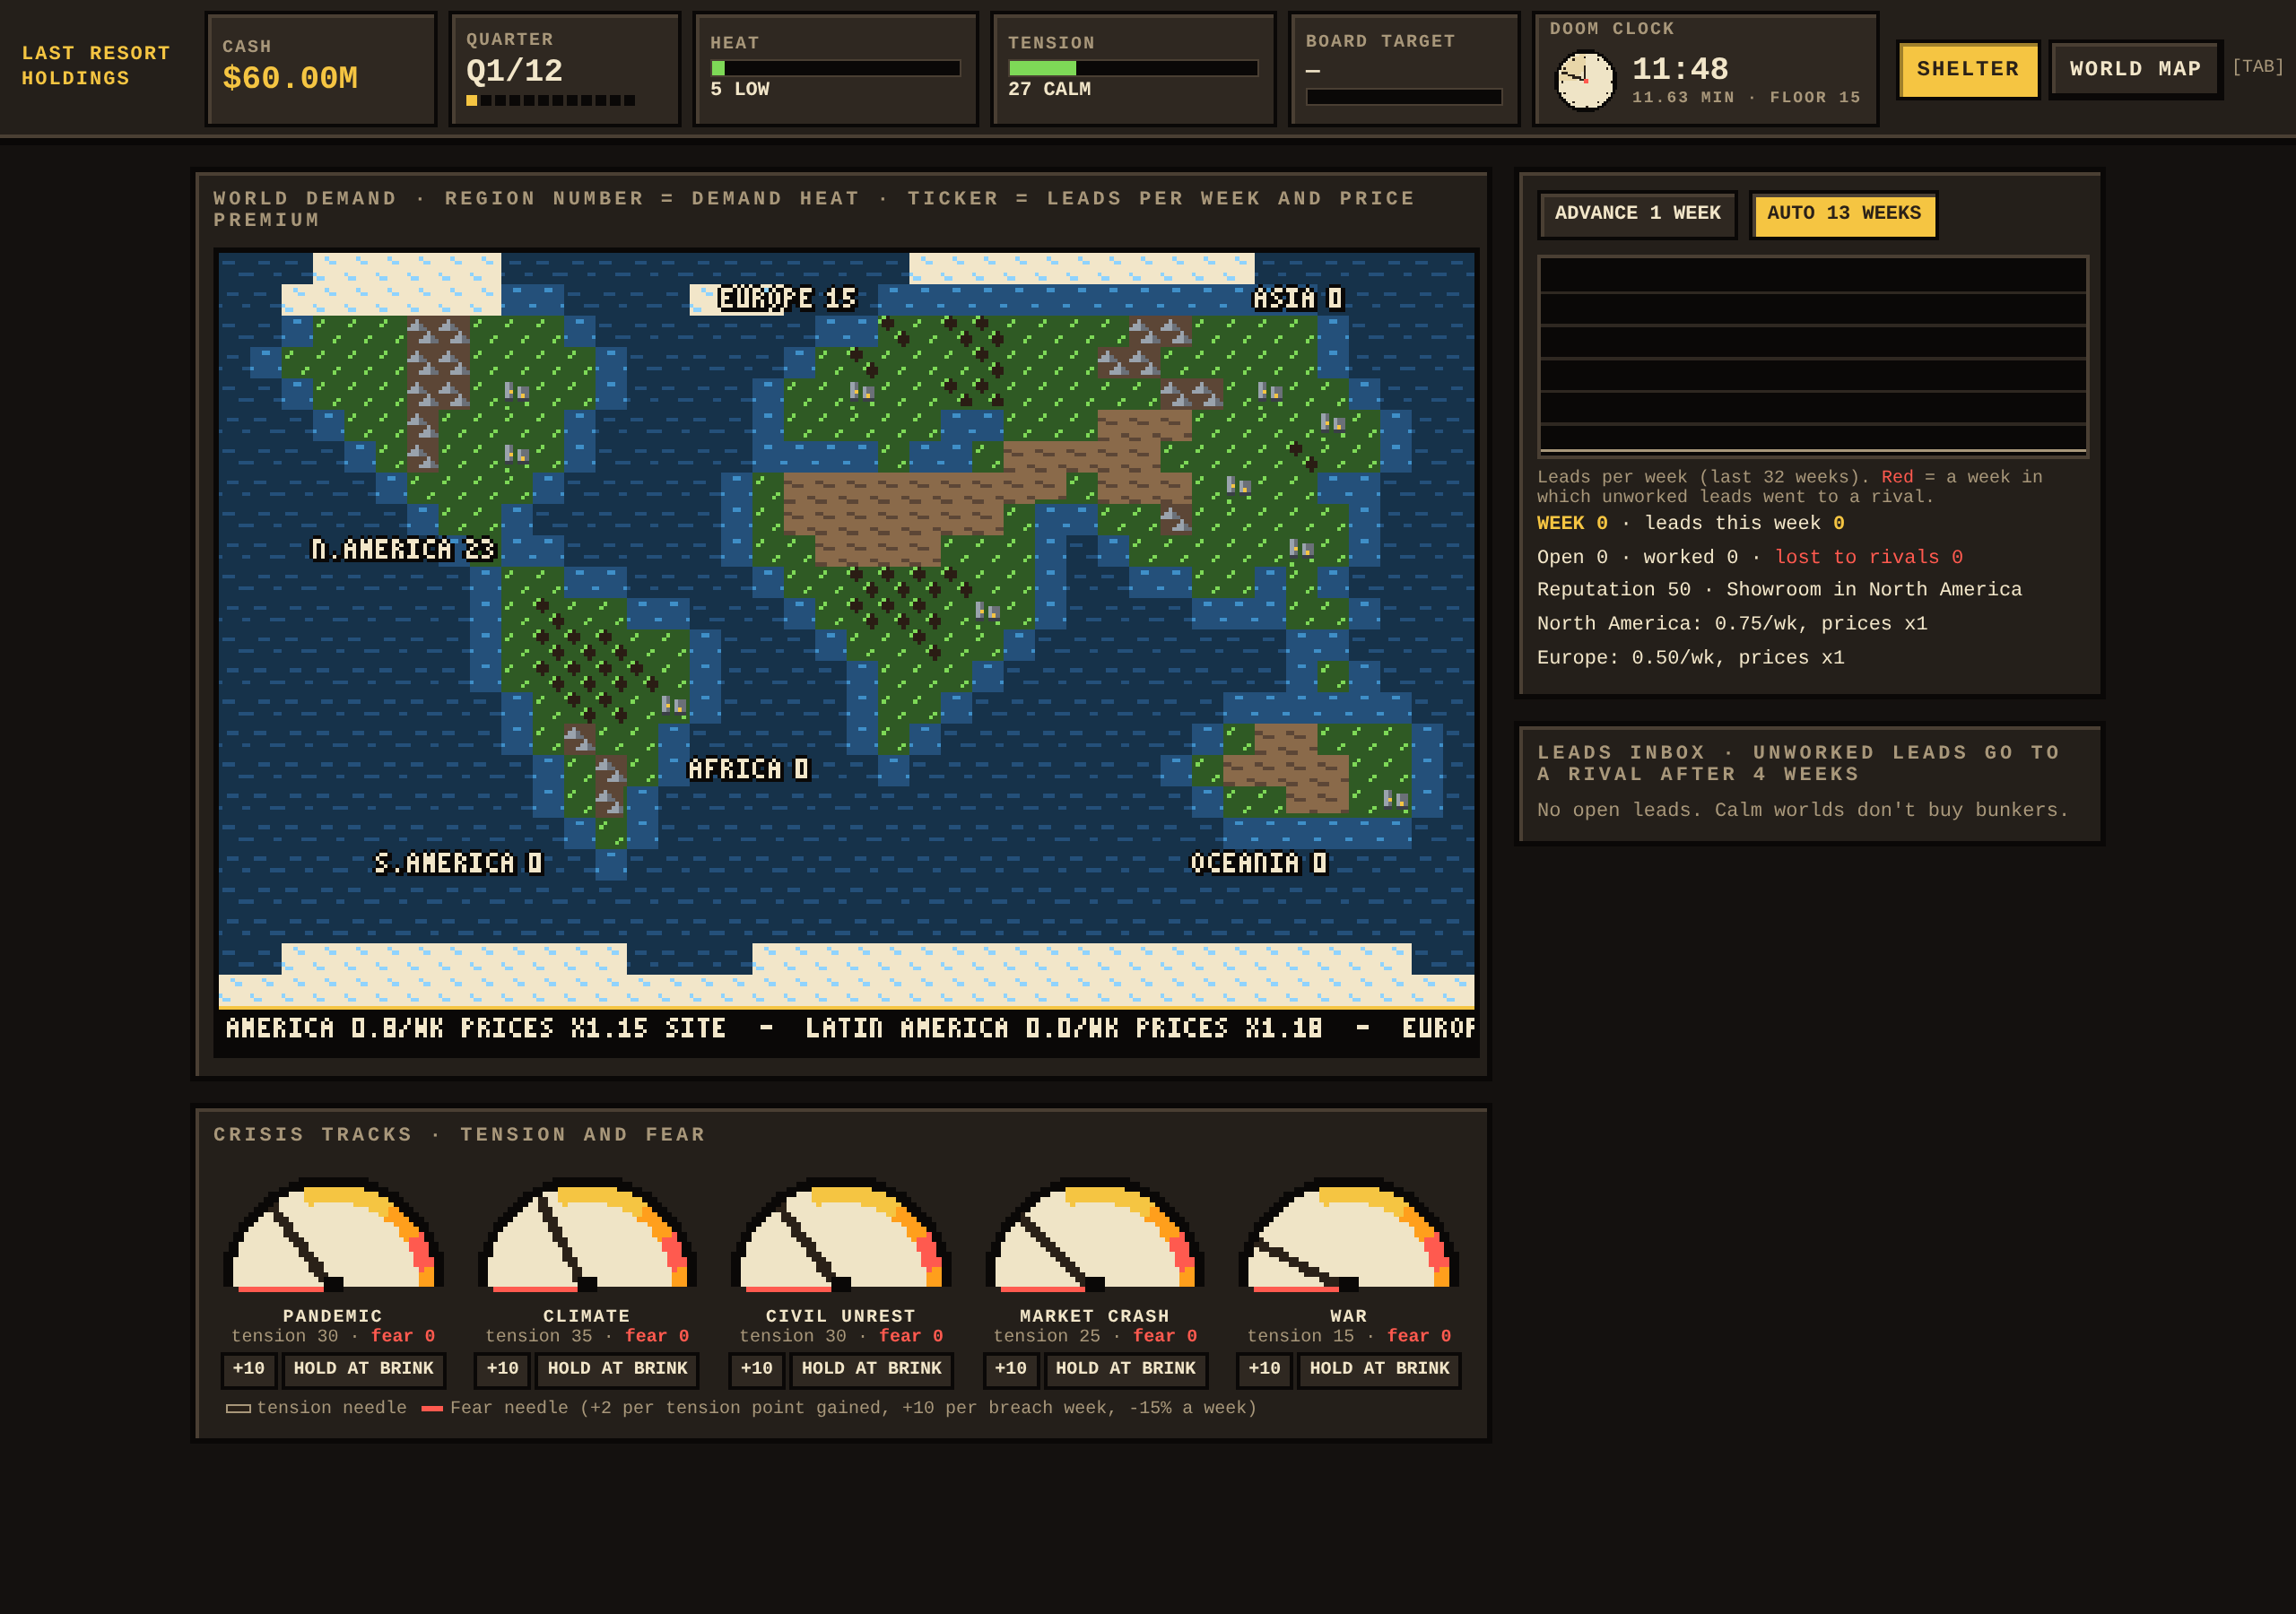 LAST RESORT
HOLDINGS
CASH
$60.00M
QUARTER
Q1/12
HEAT
5 LOW
TENSION
27 CALM
BOARD TARGET
—
DOOM CLOCK
11:48
11.63 MIN · FLOOR 15
SHELTER
WORLD MAP
[TAB]
WORLD DEMAND · REGION NUMBER = DEMAND HEAT · TICKER = LEADS PER WEEK AND PRICE
PREMIUM
EUROPE 15
ASIA 0
N.AMERICA 23
AFRICA 0
S.AMERICA 0
OCEANIA 0
AMERICA 0.8/WK PRICES X1.15 SITE - LATIN AMERICA 0.0/WK PRICES X1.18 - EUROP
ADVANCE 1 WEEK
AUTO 13 WEEKS
Leads per week (last 32 weeks). Red = a week in
which unworked leads went to a rival.
WEEK 0 · leads this week 0
Open 0 · worked 0 · lost to rivals 0
Reputation 50 · Showroom in North America
North America: 0.75/wk, prices x1
Europe: 0.50/wk, prices x1
LEADS INBOX · UNWORKED LEADS GO TO
A RIVAL AFTER 4 WEEKS
No open leads. Calm worlds don't buy bunkers.
CRISIS TRACKS · TENSION AND FEAR
PANDEMIC
tension 30 · fear 0
+10
HOLD AT BRINK
CLIMATE
tension 35 · fear 0
+10
HOLD AT BRINK
CIVIL UNREST
tension 30 · fear 0
+10
HOLD AT BRINK
MARKET CRASH
tension 25 · fear 0
+10
HOLD AT BRINK
WAR
tension 15 · fear 0
+10
HOLD AT BRINK
tension needle
Fear needle (+2 per tension point gained, +10 per breach week, -15% a week)